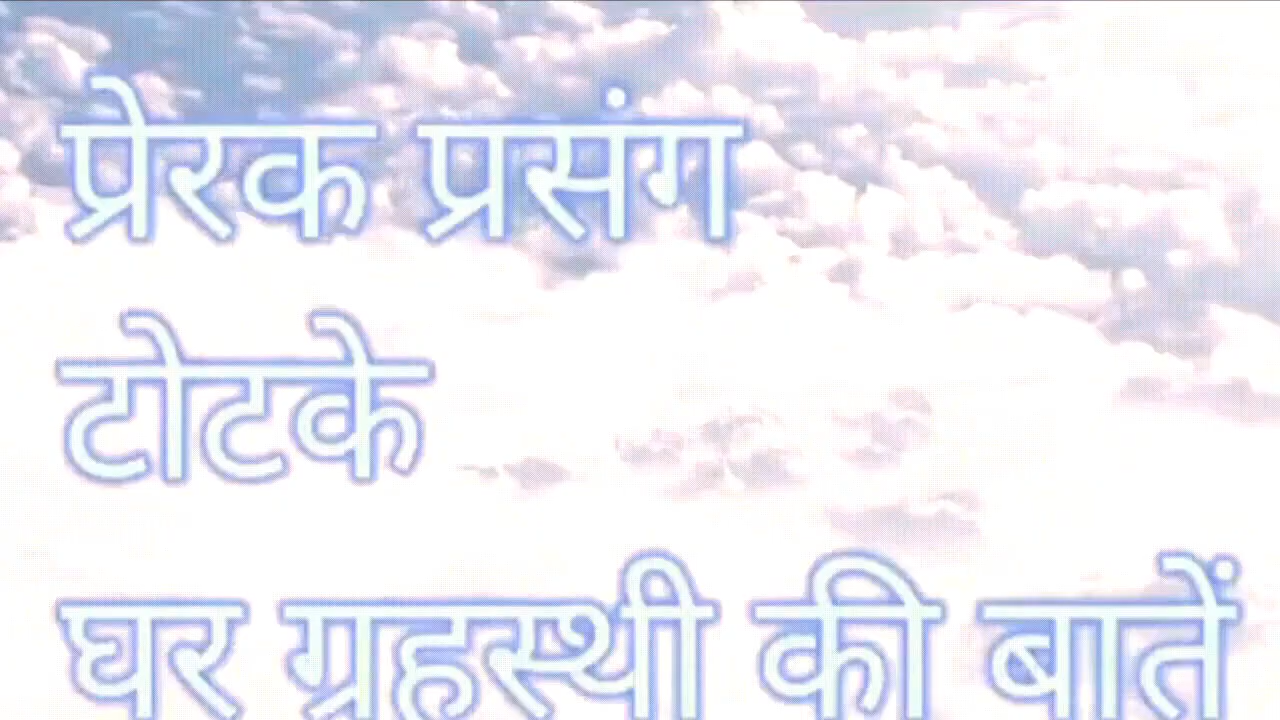 प्रेरक प्रसंग
टोटके
घर ग्रहस्थी की बातें